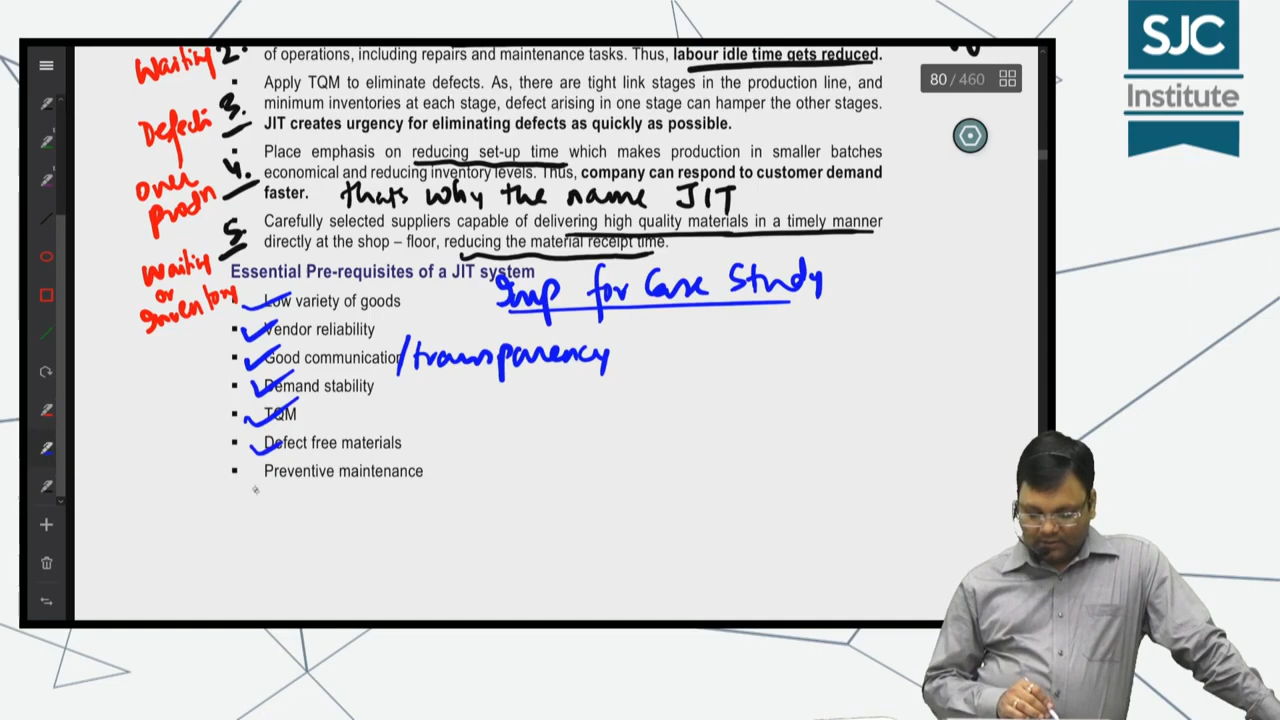 SJC
Institute
80 / 460
waiting
2.
of operations, including repairs and maintenance tasks. Thus, labour idle time gets reduced.
Apply TQM to eliminate defects. As, there are tight link stages in the production line, and
3.
minimum inventories at each stage, defect arising in one stage can hamper the other stages.
Defects
JIT creates urgency for eliminating defects as quickly as possible.
Place emphasis on reducing set-up time which makes production in smaller batches
4.
economical and reducing inventory levels. Thus, company can respond to customer demand
over
prodn
faster. thats why the name JIT
5.
Carefully selected suppliers capable of delivering high quality materials in a timely manner
directly at the shop – floor, reducing the material receipt time.
waiting
or
Inventory
Essential Pre-requisites of a JIT system
Imp for Case Study
Low variety of goods
Vendor reliability
Good communication/transparency
Demand stability
TQM
Defect free materials
Preventive maintenance